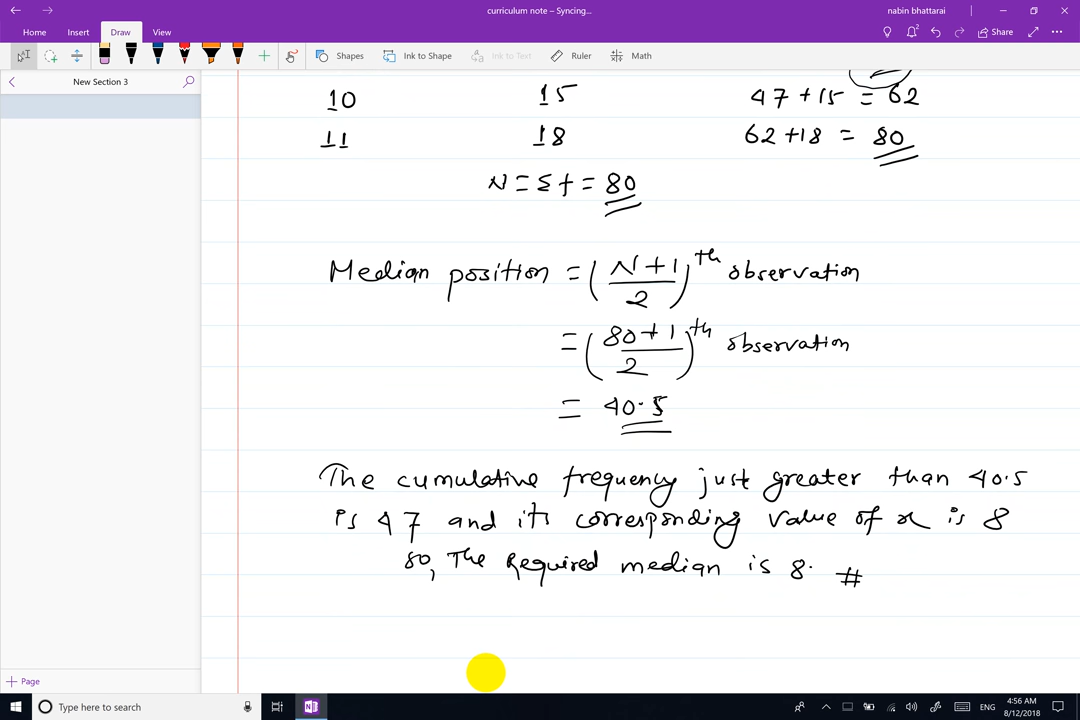 curriculum note – Syncing...
nabin bhattarai
Home Insert Draw View
Share
Shapes Ink to Shape Ink to Text Ruler Math
New Section 3
10 15 47 + 15 = 62
11 18 62 + 18 = 80
N = Σf = 80
Median position = (N+1/2)th observation
= (80+1/2)th observation
= 40.5
The cumulative frequency just greater than 40.5
is 47 and its corresponding value of x is 8
So, The Required median is 8. #
+ Page
Type here to search
ENG
4:56 AM
8/12/2018